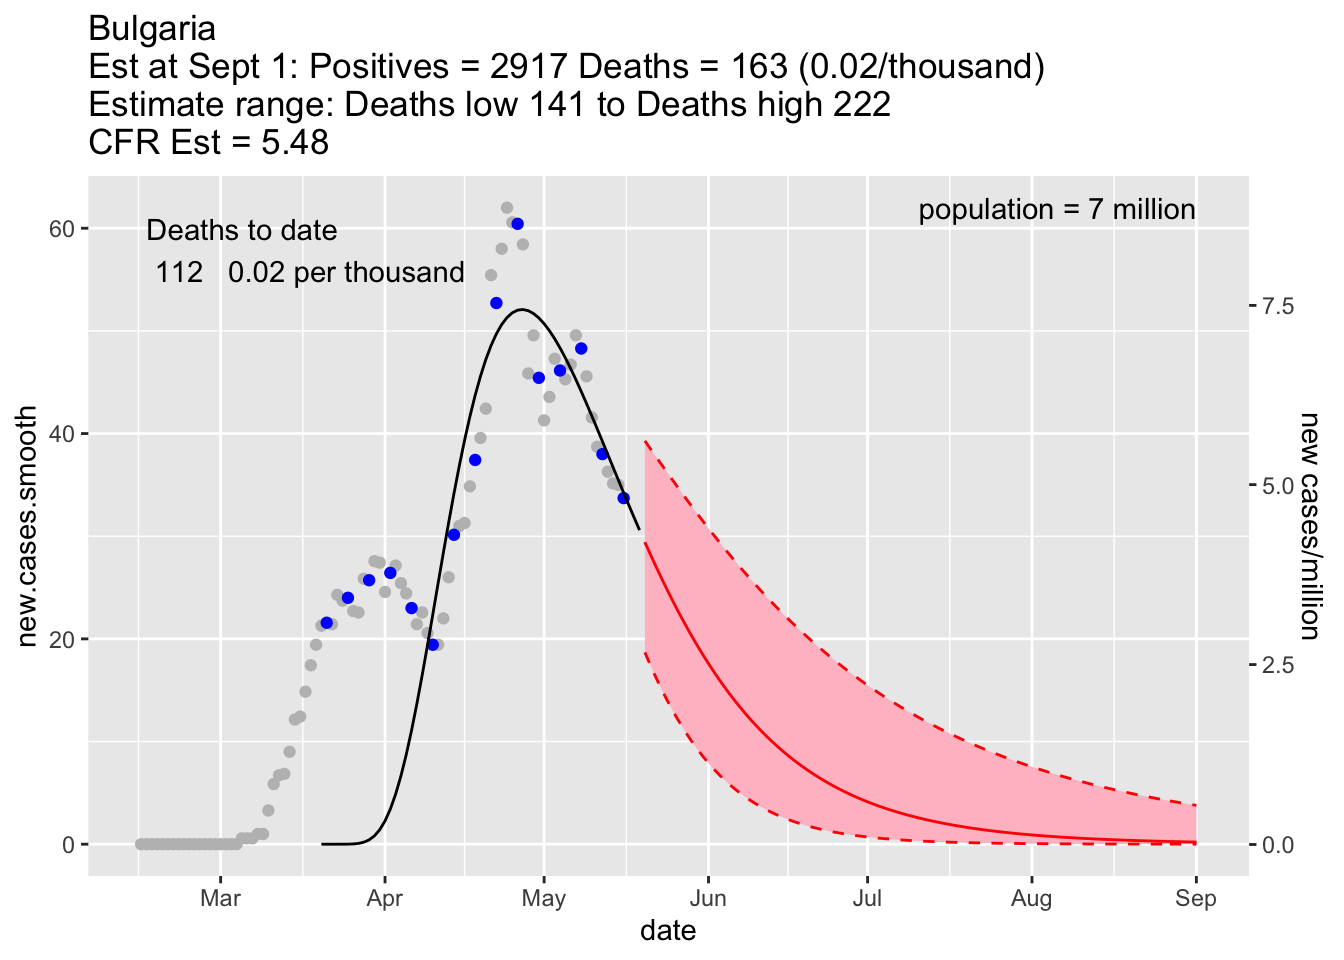 Bulgaria
Est at Sept 1: Positives = 2917 Deaths = 163 (0.02/thousand)
Estimate range: Deaths low 141 to Deaths high 222
CFR Est = 5.48
population = 7 million
Deaths to date
112 0.02 per thousand
60
40
20
0
new.cases.smooth
7.5
5.0
2.5
0.0
new cases/million
Mar Apr May Jun Jul Aug Sep
date